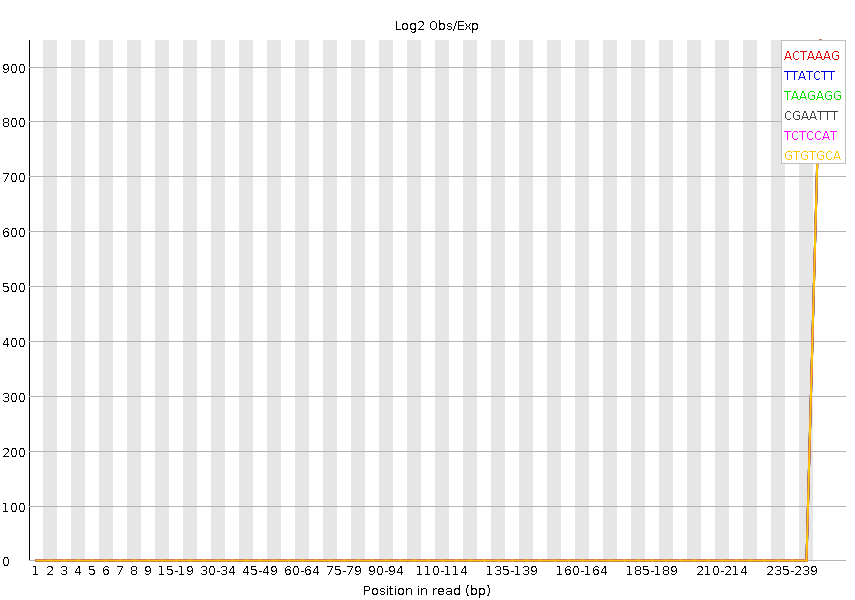 Log2 Obs/Exp
900
800
700
600
500
400
300
200
100
0
ACTAAAG
TTATCTT
TAAGAGG
CGAATTT
TCTCCAT
GTGTGCA
1 2 3 4 5 6 7 8 9 15-19 30-34 45-49 60-64 75-79 90-94 110-114 135-139 160-164 185-189 210-214 235-239
Position in read (bp)